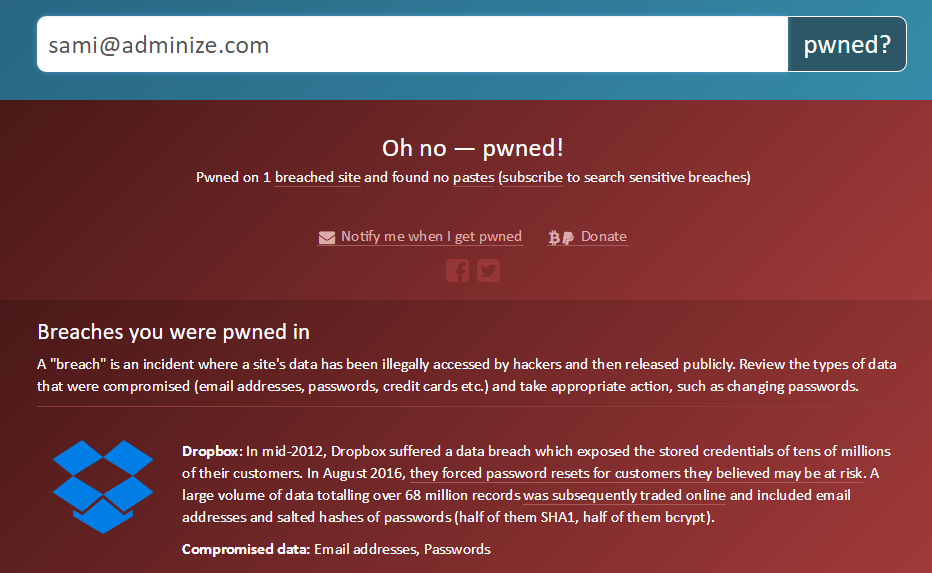 sami@adminize.com pwned?
Oh no — pwned!
Pwned on 1 breached site and found no pastes (subscribe to search sensitive breaches)
Notify me when I get pwned Donate
Breaches you were pwned in
A "breach" is an incident where a site's data has been illegally accessed by hackers and then released publicly. Review the types of data
that were compromised (email addresses, passwords, credit cards etc.) and take appropriate action, such as changing passwords.
Dropbox: In mid-2012, Dropbox suffered a data breach which exposed the stored credentials of tens of millions
of their customers. In August 2016, they forced password resets for customers they believed may be at risk. A
large volume of data totalling over 68 million records was subsequently traded online and included email
addresses and salted hashes of passwords (half of them SHA1, half of them bcrypt).
Compromised data: Email addresses, Passwords